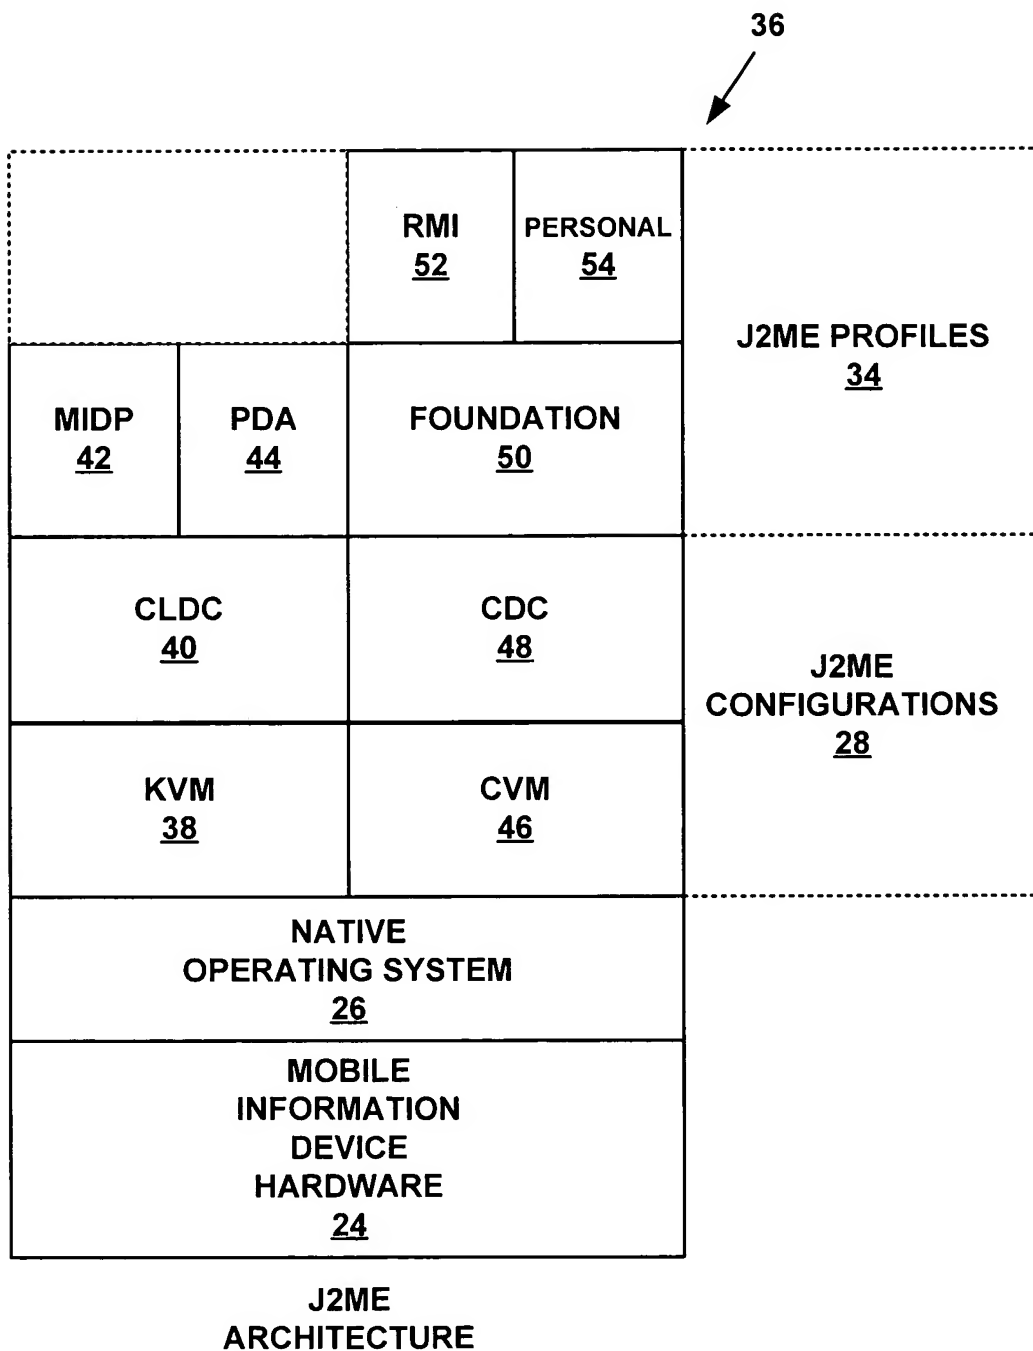 36
RMI
52
PERSONAL
54
J2ME PROFILES
34
MIDP
42
PDA
44
FOUNDATION
50
CLDC
40
CDC
48
J2ME
CONFIGURATIONS
28
KVM
38
CVM
46
NATIVE
OPERATING SYSTEM
26
MOBILE
INFORMATION
DEVICE
HARDWARE
24
J2ME
ARCHITECTURE